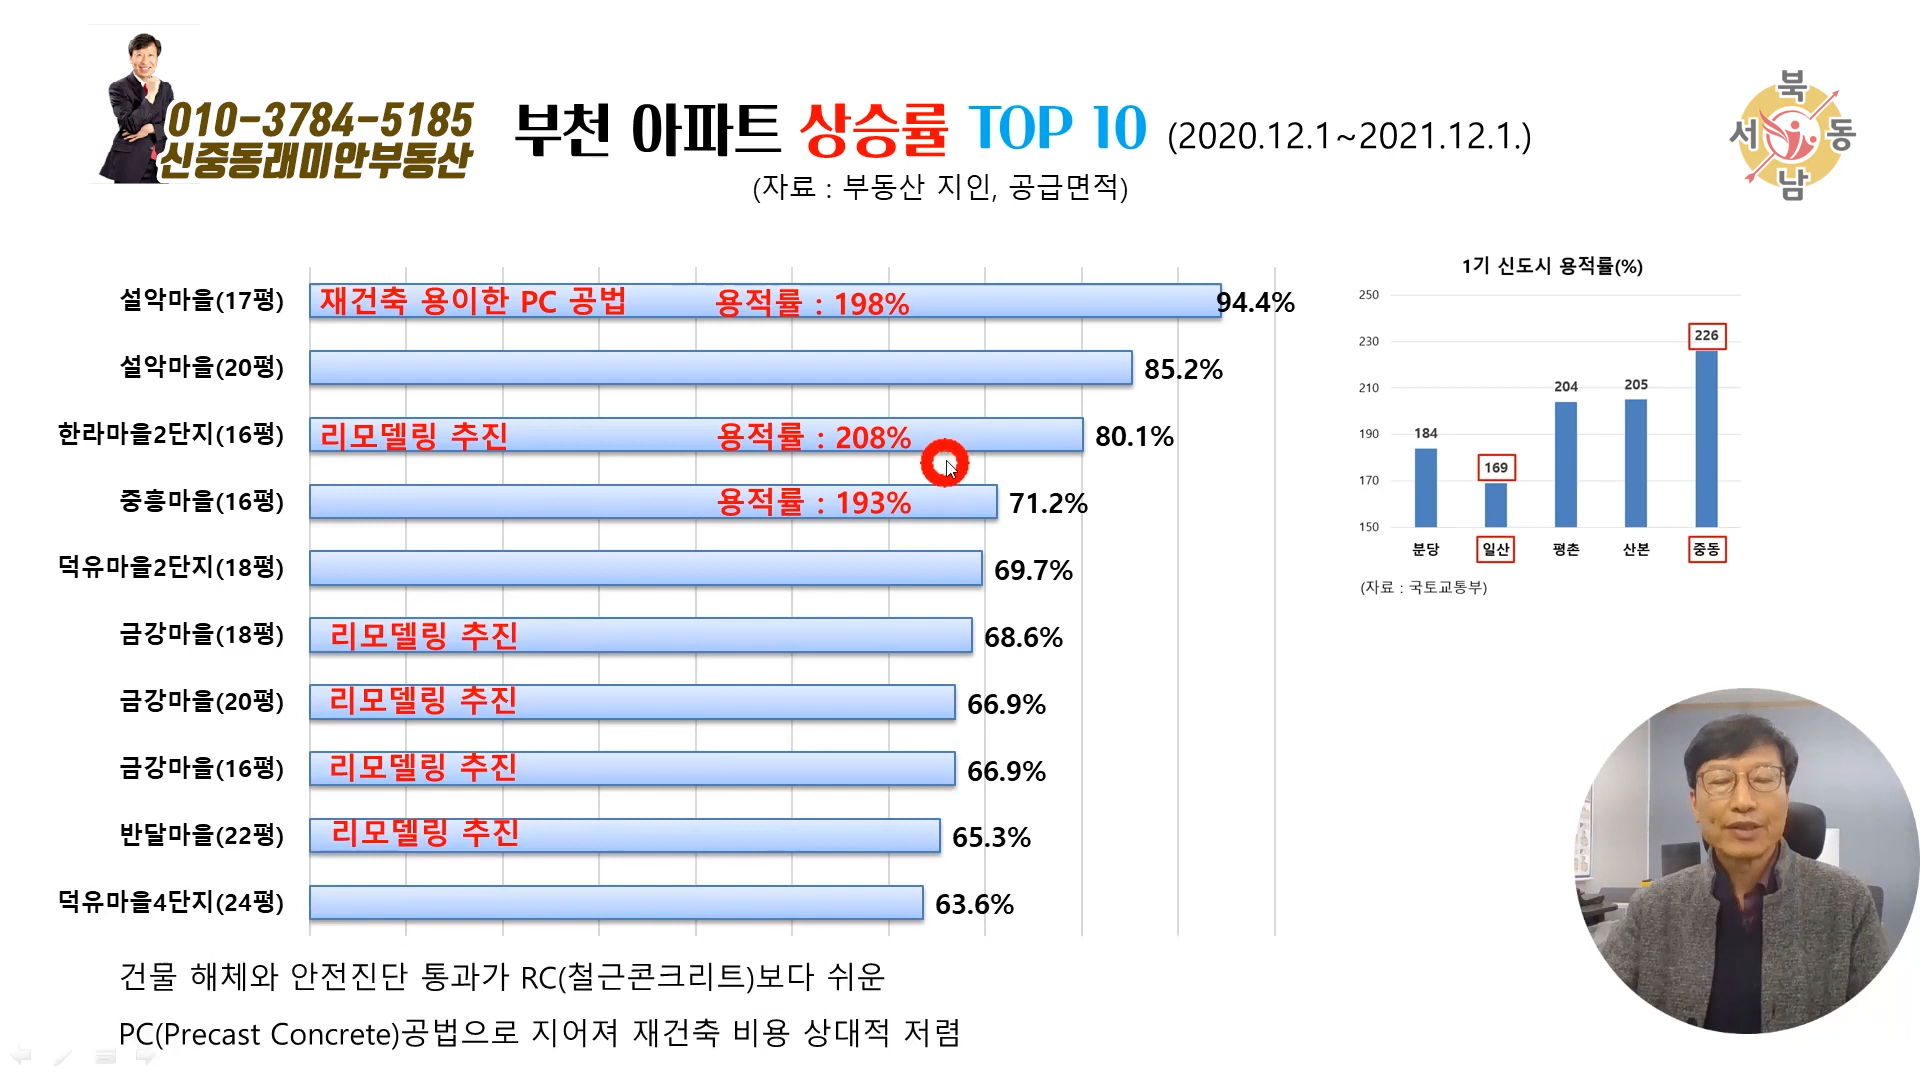 010-3784-5185
신중동래미안부동산
부천 아파트 상승률 TOP 10 (2020.12.1~2021.12.1.)
(자료 : 부동산 지인, 공급면적)
북
서 동
남
설악마을(17평) 재건축 용이한 PC 공법 용적률 : 198% 94.4%
설악마을(20평) 85.2%
한라마을2단지(16평) 리모델링 추진 용적률 : 208% 80.1%
중흥마을(16평) 용적률 : 193% 71.2%
덕유마을2단지(18평) 69.7%
금강마을(18평) 리모델링 추진 68.6%
금강마을(20평) 리모델링 추진 66.9%
금강마을(16평) 리모델링 추진 66.9%
반달마을(22평) 리모델링 추진 65.3%
덕유마을4단지(24평) 63.6%
1기 신도시 용적률(%)
250
230
210
190
170
150
184
169
204
205
226
분당 일산 평촌 산본 중동
(자료 : 국토교통부)
건물 해체와 안전진단 통과가 RC(철근콘크리트)보다 쉬운
PC(Precast Concrete)공법으로 지어져 재건축 비용 상대적 저렴